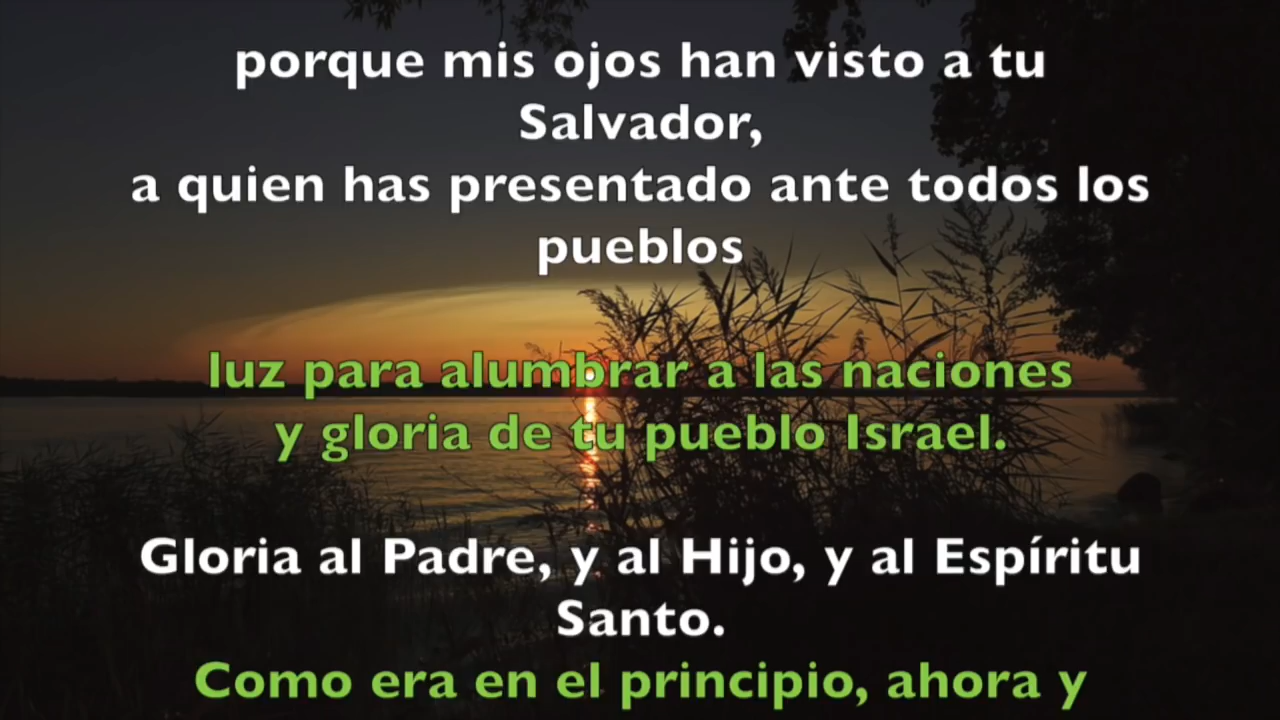 porque mis ojos han visto a tu
Salvador,
a quien has presentado ante todos los
pueblos
luz para alumbrar a las naciones
y gloria de tu pueblo Israel.
Gloria al Padre, y al Hijo, y al Espíritu
Santo.
Como era en el principio, ahora y